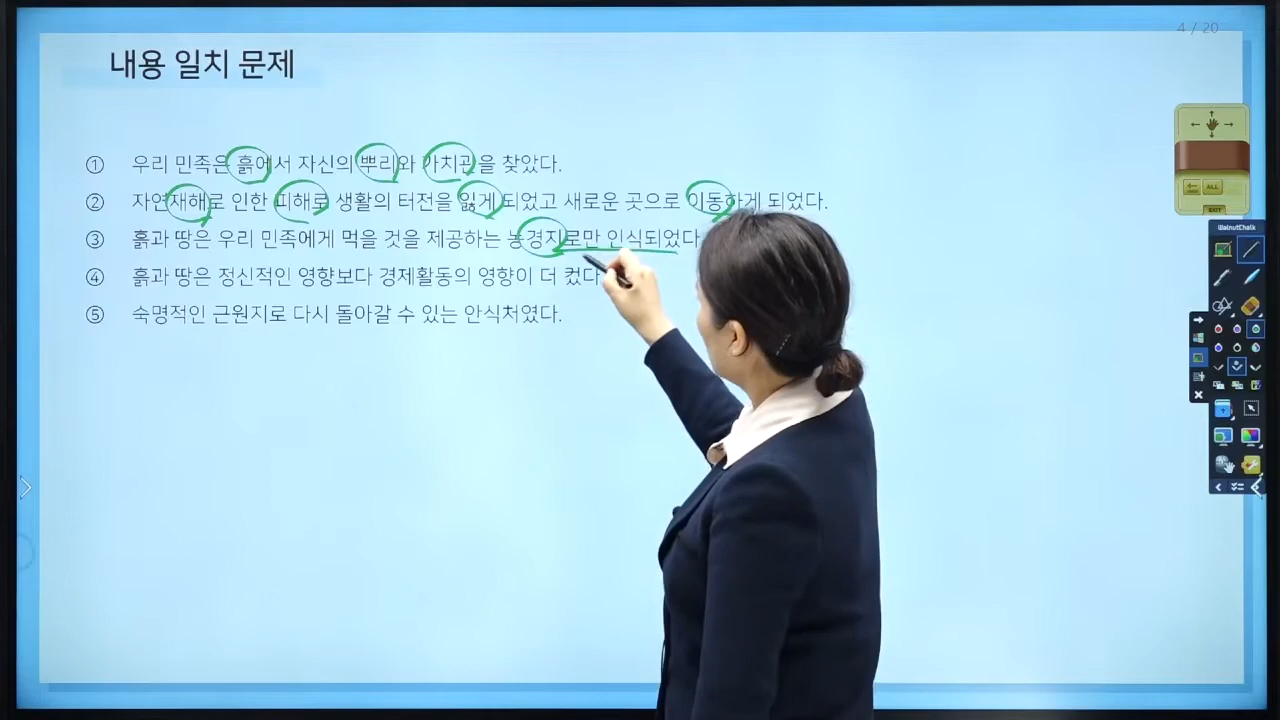 4 / 20
내용 일치 문제
WalnutChalk
① 우리 민족은 흙에서 자신의 뿌리와 가치관을 찾았다.
② 자연재해로 인한 피해로 생활의 터전을 잃게 되었고 새로운 곳으로 이동하게 되었다.
③ 흙과 땅은 우리 민족에게 먹을 것을 제공하는 농경지로만 인식되었다
④ 흙과 땅은 정신적인 영향보다 경제활동의 영향이 더 컸다
⑤ 숙명적인 근원지로 다시 돌아갈 수 있는 안식처였다.
ALL
EXIT